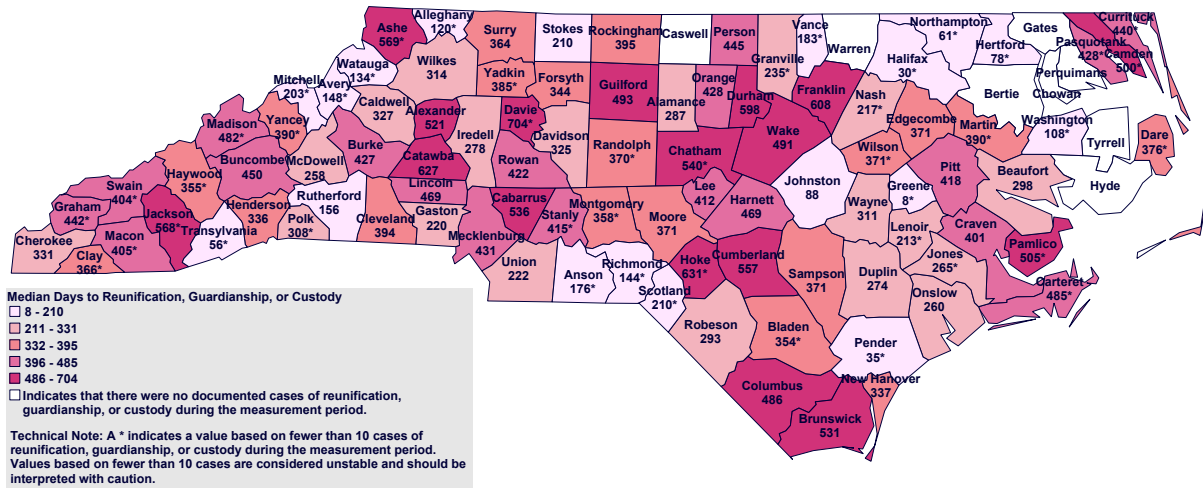 Alleghany
120*
Ashe
569*
Surry
364
Stokes
210
Rockingham
395
Caswell
Person
445
Vance
183*
Granville
235*
Warren
Northampton
61*
Halifax
30*
Hertford
78*
Gates
Currituck
440*
Pasquotank
428*
Camden
500*
Perquimans
Chowan
Bertie
Watauga
134*
Wilkes
314
Yadkin
385*
Forsyth
344
Guilford
493
Alamance
287
Orange
428
Durham
598
Franklin
608
Nash
217*
Edgecombe
371
Martin
390*
Washington
108*
Tyrrell
Dare
376*
Mitchell
203*
Avery
148*
Caldwell
327
Alexander
521
Iredell
278
Davie
704*
Davidson
325
Randolph
370*
Chatham
540*
Wake
491
Wilson
371*
Pitt
418
Beaufort
298
Hyde
Madison
482*
Yancey
390*
McDowell
258
Burke
427
Catawba
627
Rowan
422
Lee
412
Johnston
88
Greene
8*
Wayne
311
Lenoir
213*
Craven
401
Pamlico
505*
Buncombe
450
Haywood
355*
Swain
404*
Graham
442*
Jackson
568*
Macon
405*
Cherokee
331
Clay
366*
Transylvania
56*
Henderson
336
Polk
308*
Rutherford
156
Cleveland
394
Lincoln
469
Gaston
220
Mecklenburg
431
Cabarrus
536
Stanly
415*
Montgomery
358*
Moore
371
Harnett
469
Union
222
Anson
176*
Richmond
144*
Scotland
210*
Hoke
631*
Cumberland
557
Sampson
371
Duplin
274
Jones
265*
Onslow
260
Carteret
485*
Robeson
293
Bladen
354*
Pender
35*
New Hanover
337
Columbus
486
Brunswick
531
Median Days to Reunification, Guardianship, or Custody
8 - 210
211 - 331
332 - 395
396 - 485
486 - 704
Indicates that there were no documented cases of reunification,
guardianship, or custody during the measurement period.
Technical Note: A * indicates a value based on fewer than 10 cases of
reunification, guardianship, or custody during the measurement period.
Values based on fewer than 10 cases are considered unstable and should be
interpreted with caution.